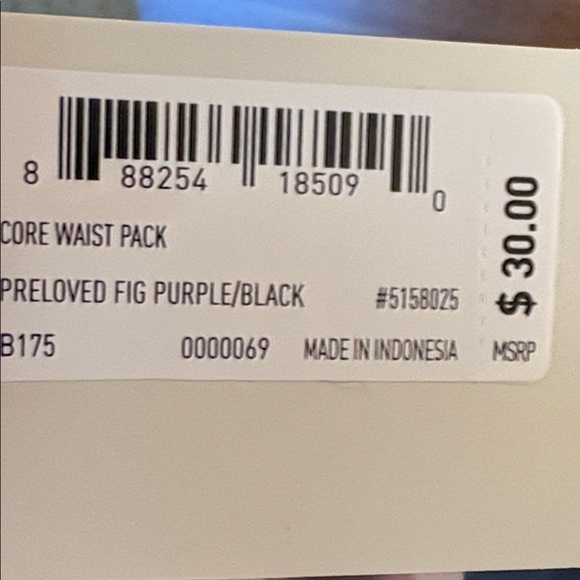 8 88254 18509 0
CORE WAIST PACK
PRELOVED FIG PURPLE/BLACK #5158025
B175 0000069 MADE IN INDONESIA MSRP
$ 30.00